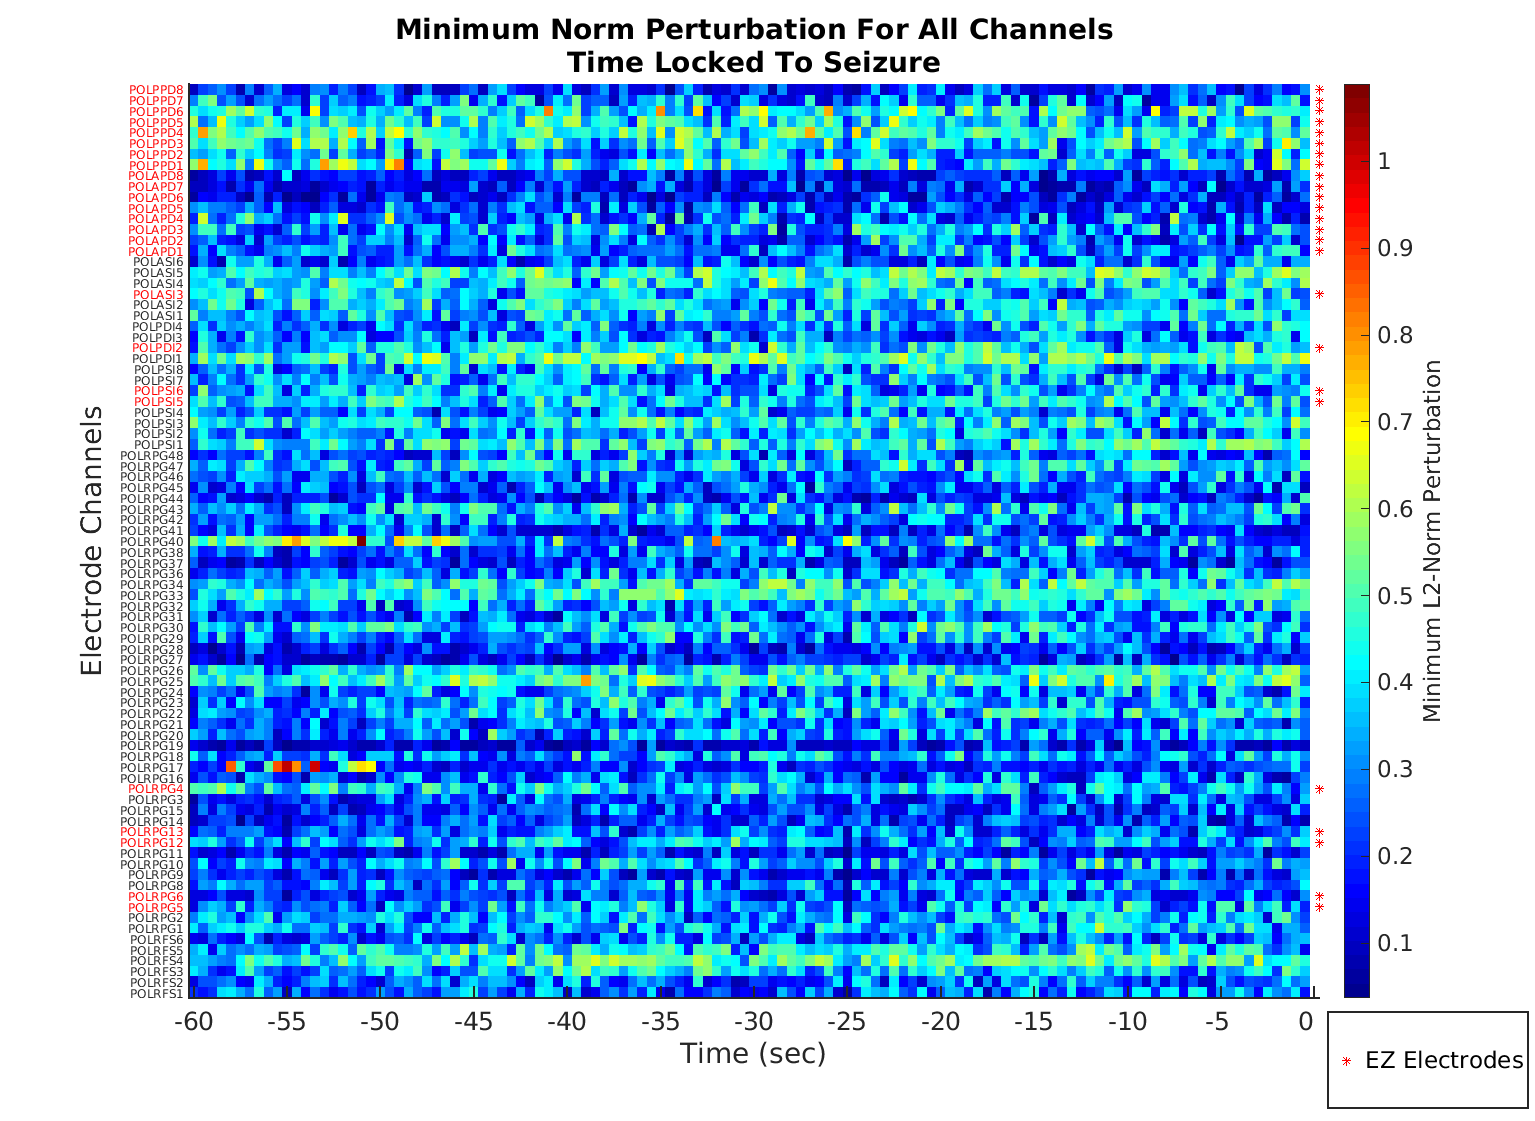 Minimum Norm Perturbation For All Channels
Time Locked To Seizure
Electrode Channels
POLPPD8
POLPPD7
POLPPD6
POLPPD5
POLPPD4
POLPPD3
POLPPD2
POLPPD1
POLAPD8
POLAPD7
POLAPD6
POLAPD5
POLAPD4
POLAPD3
POLAPD2
POLAPD1
POLASI6
POLASI5
POLASI4
POLASI3
POLASI2
POLASI1
POLPDI4
POLPDI3
POLPDI2
POLPDI1
POLPSI8
POLPSI7
POLPSI6
POLPSI5
POLPSI4
POLPSI3
POLPSI2
POLPSI1
POLRPG48
POLRPG47
POLRPG46
POLRPG45
POLRPG44
POLRPG43
POLRPG42
POLRPG41
POLRPG40
POLRPG38
POLRPG37
POLRPG36
POLRPG34
POLRPG33
POLRPG32
POLRPG31
POLRPG30
POLRPG29
POLRPG28
POLRPG27
POLRPG26
POLRPG25
POLRPG24
POLRPG23
POLRPG22
POLRPG21
POLRPG20
POLRPG19
POLRPG18
POLRPG17
POLRPG16
POLRPG4
POLRPG3
POLRPG15
POLRPG14
POLRPG13
POLRPG12
POLRPG11
POLRPG10
POLRPG9
POLRPG8
POLRPG6
POLRPG5
POLRPG2
POLRPG1
POLRFS6
POLRFS5
POLRFS4
POLRFS3
POLRFS2
POLRFS1
-60 -55 -50 -45 -40 -35 -30 -25 -20 -15 -10 -5 0
Time (sec)
1
0.9
0.8
0.7
0.6
0.5
0.4
0.3
0.2
0.1
Minimum L2-Norm Perturbation
EZ Electrodes